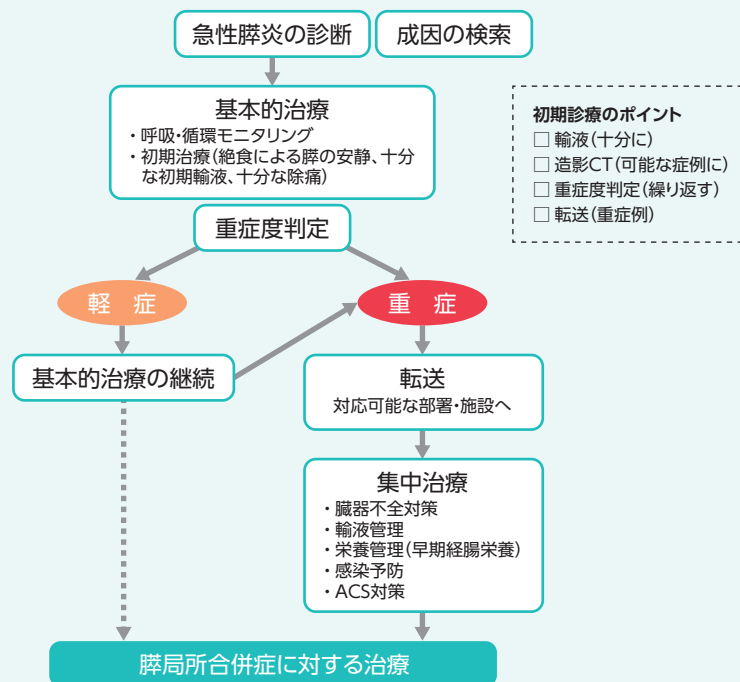 急性膵炎の診断
成因の検索
基本的治療
・呼吸・循環モニタリング
・初期治療(絶食による膵の安静、十分
な初期輸液、十分な除痛)
初期診療のポイント
□ 輸液(十分に)
□ 造影CT(可能な症例に)
□ 重症度判定(繰り返す)
□ 転送(重症例)
重症度判定
軽 症
重 症
基本的治療の継続
転送
対応可能な部署・施設へ
集中治療
・臓器不全対策
・輸液管理
・栄養管理(早期経腸栄養)
・感染予防
・ACS対策
膵局所合併症に対する治療